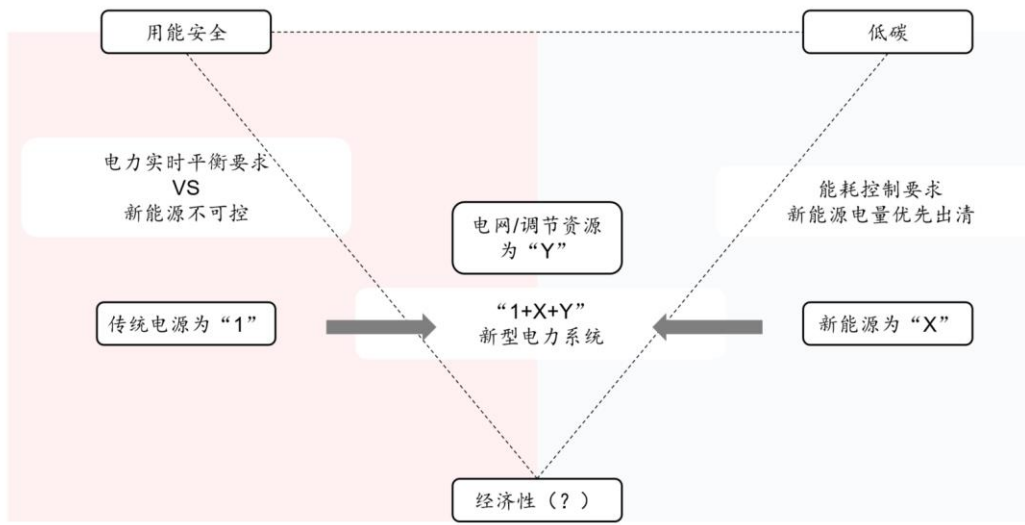 用能安全
低碳
电力实时平衡要求
VS
新能源不可控
能耗控制要求
新能源电量优先出清
电网/调节资源
为“Y”
传统电源为“1”
“1+X+Y”
新型电力系统
新能源为“X”
经济性（？）